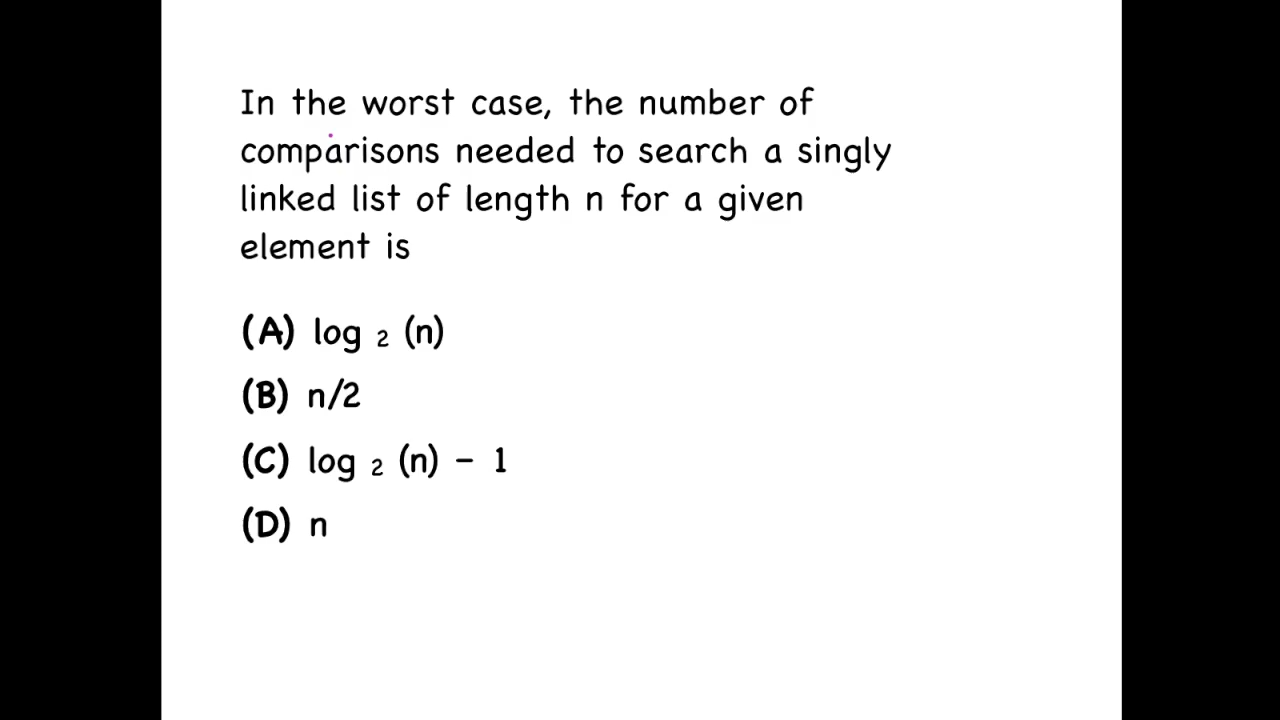 In the worst case, the number of
comparisons needed to search a singly
linked list of length n for a given
element is
(A) log 2 (n)
(B) n/2
(C) log 2 (n) - 1
(D) n